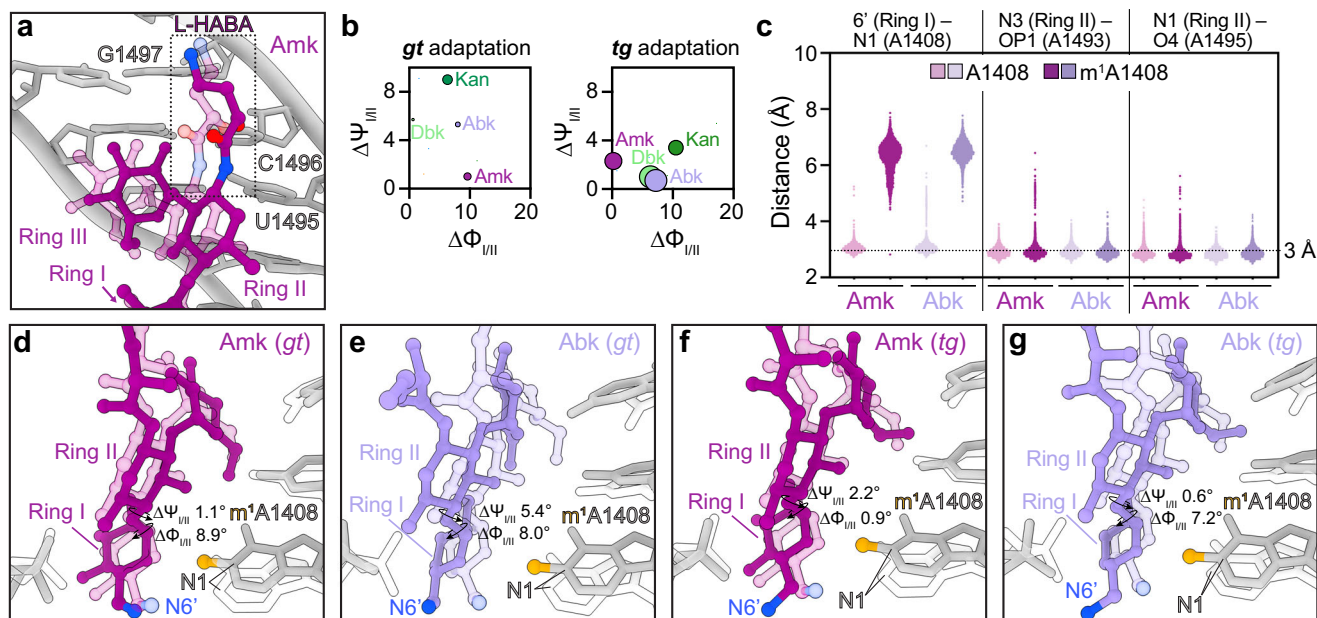 a
L-HABA
Amk
G1497
C1496
U1495
Ring III
Ring I
Ring II
b
gt adaptation
ΔΨI/II
12
8
4
0
Kan
Dbk
Abk
Amk
0 10 20
ΔΦI/II
tg adaptation
ΔΨI/II
12
8
4
0
Amk
Kan
Dbk
Abk
0 10 20
ΔΦI/II
c
6’ (Ring I) –
N1 (A1408)
N3 (Ring II) –
OP1 (A1493)
N1 (Ring II) –
O4 (A1495)
A1408
m¹A1408
Distance (Å)
10
8
6
4
2
3 Å
Amk Abk Amk Abk Amk Abk
d
Amk (gt)
Ring II
Ring I
ΔΨI/II 1.1°
ΔΦI/II 8.9°
m¹A1408
N1
N6’
e
Abk (gt)
Ring II
Ring I
ΔΨI/II 5.4°
ΔΦI/II 8.0°
m¹A1408
N1
N6’
f
Amk (tg)
Ring II
Ring I
ΔΨI/II 2.2°
ΔΦI/II 0.9°
m¹A1408
N1
N6’
g
Abk (tg)
Ring II
Ring I
ΔΨI/II 0.6°
ΔΦI/II 7.2°
m¹A1408
N1
N6’